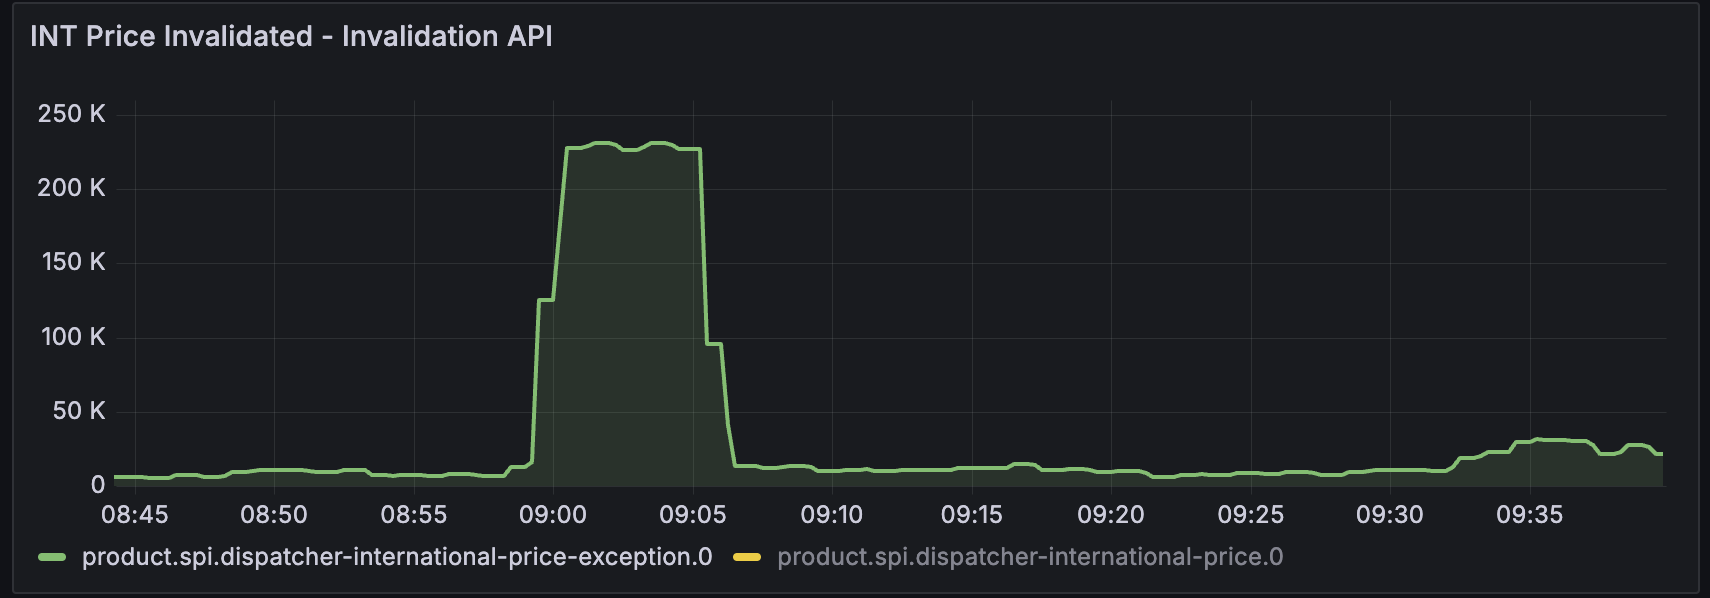 INT Price Invalidated - Invalidation API
250 K
200 K
150 K
100 K
50 K
0
08:45 08:50 08:55 09:00 09:05 09:10 09:15 09:20 09:25 09:30 09:35
product.spi.dispatcher-international-price-exception.0 product.spi.dispatcher-international-price.0